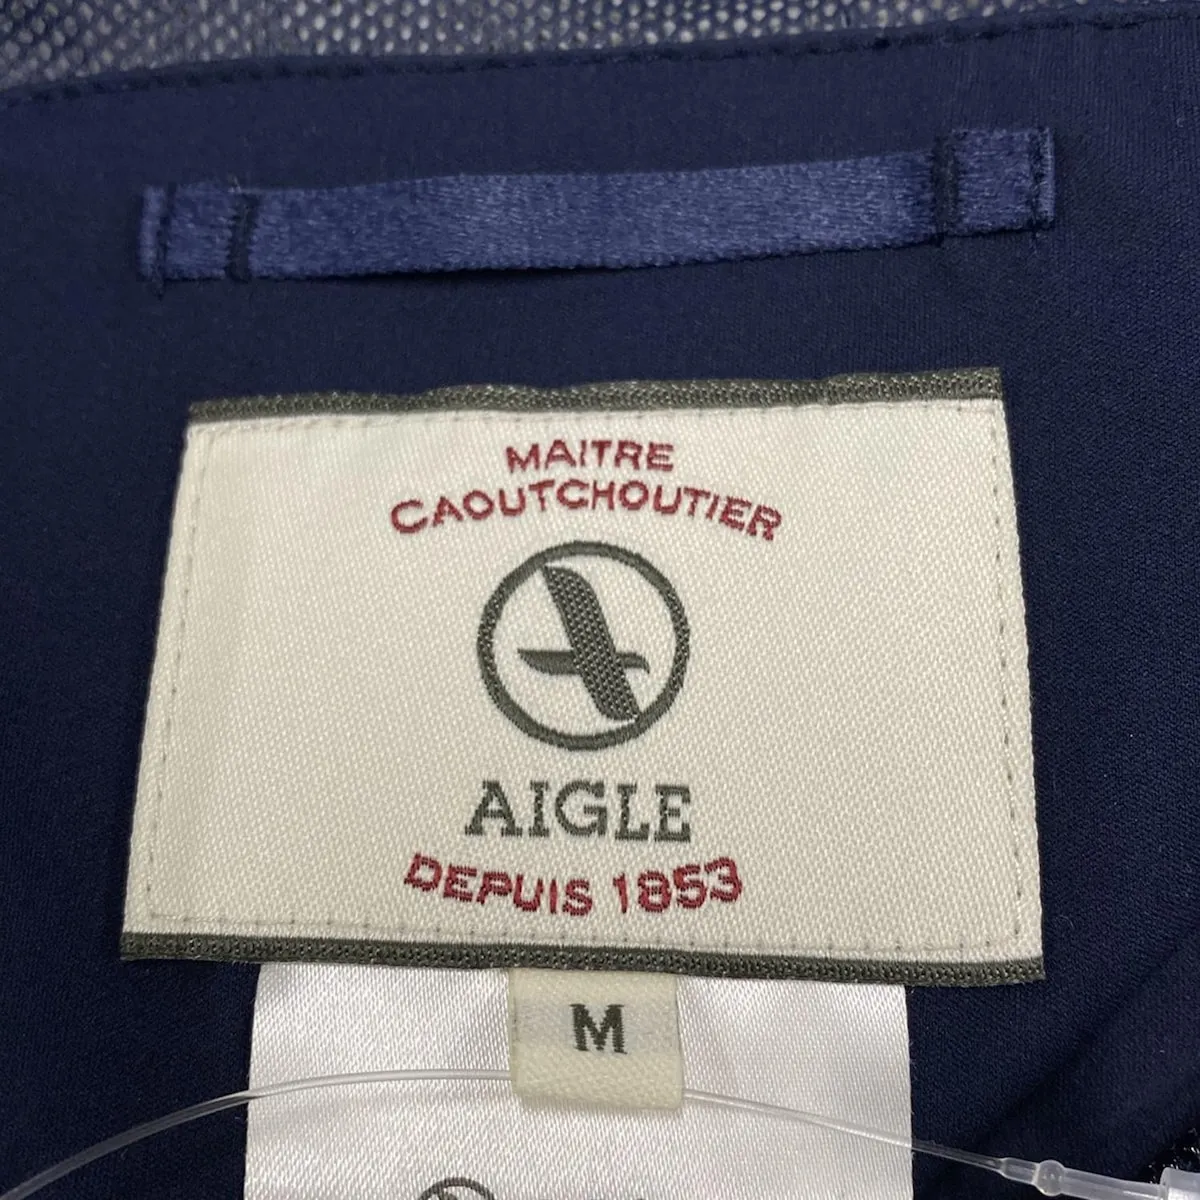 MAITRE
CAOUTCHOUTIER
AIGLE
DEPUIS 1853
M